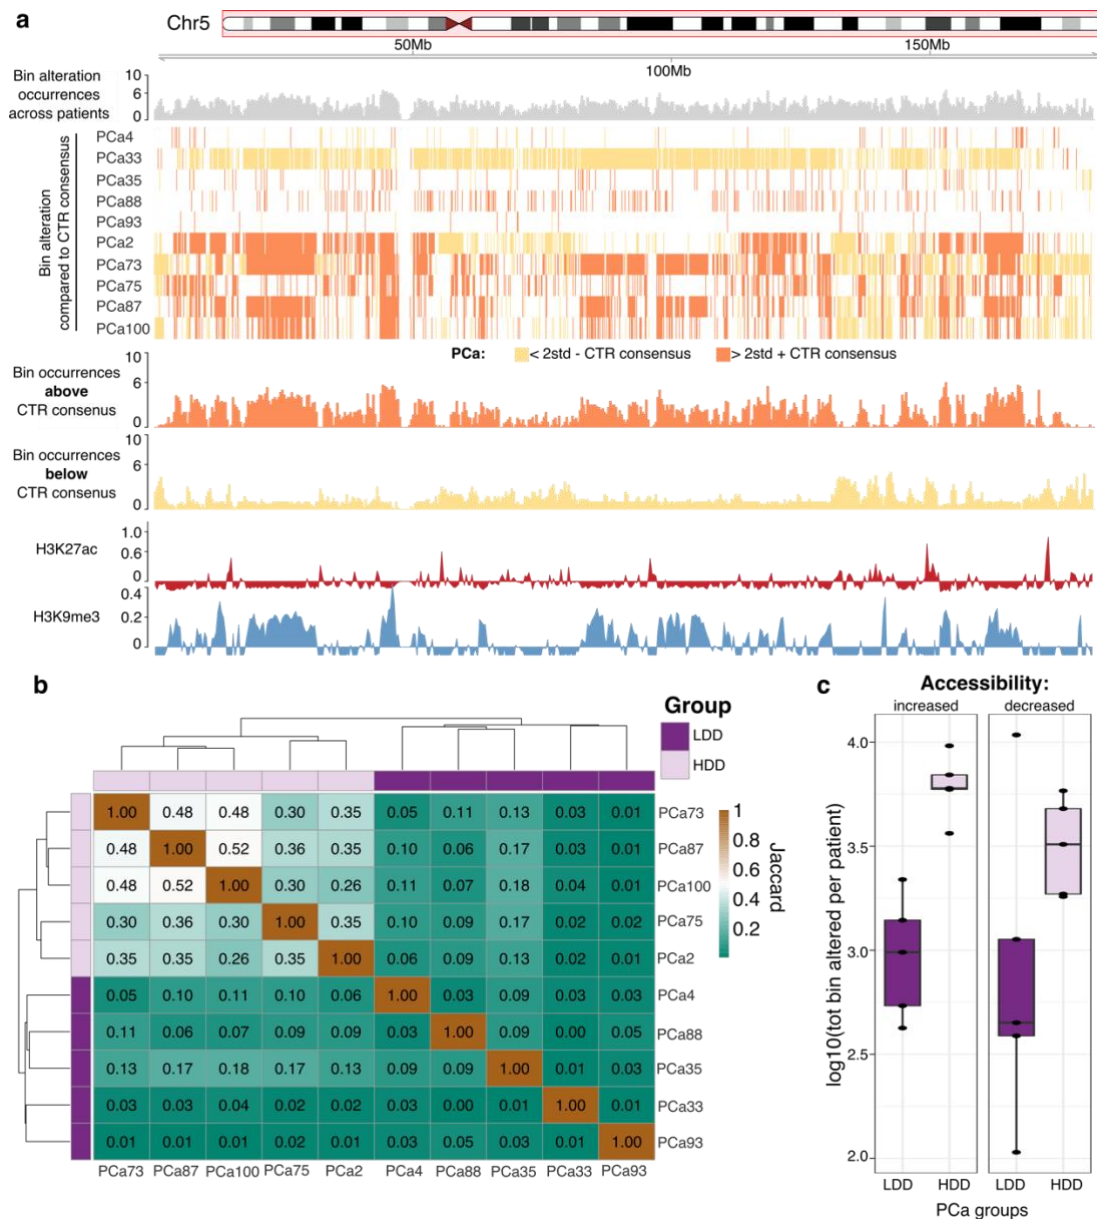 a
Chr5
50Mb
150Mb
100Mb
Bin alteration
occurrences
across patients
10
6
0
Bin alteration
compared to CTR consensus
PCa4
PCa33
PCa35
PCa88
PCa93
PCa2
PCa73
PCa75
PCa87
PCa100
PCa: < 2std - CTR consensus > 2std + CTR consensus
Bin occurrences
above
CTR consenus
10
6
0
Bin occurrences
below
CTR consensus
10
6
0
H3K27ac
1.0
0.6
0
H3K9me3
0.4
0.2
0
b
Group
LDD
HDD
1.00 0.48 0.48 0.30 0.35 0.05 0.11 0.13 0.03 0.01 PCa73
0.48 1.00 0.52 0.36 0.35 0.10 0.06 0.17 0.03 0.01 PCa87
0.48 0.52 1.00 0.30 0.26 0.11 0.07 0.18 0.04 0.01 PCa100
0.30 0.36 0.30 1.00 0.35 0.10 0.09 0.17 0.02 0.02 PCa75
0.35 0.35 0.26 0.35 1.00 0.06 0.09 0.13 0.02 0.01 PCa2
0.05 0.10 0.11 0.10 0.06 1.00 0.03 0.09 0.03 0.03 PCa4
0.11 0.06 0.07 0.09 0.09 0.03 1.00 0.09 0.00 0.05 PCa88
0.13 0.17 0.18 0.17 0.13 0.09 0.09 1.00 0.01 0.03 PCa35
0.03 0.03 0.04 0.02 0.02 0.03 0.00 0.01 1.00 0.01 PCa33
0.01 0.01 0.01 0.02 0.01 0.03 0.05 0.03 0.01 1.00 PCa93
PCa73 PCa87 PCa100 PCa75 PCa2 PCa4 PCa88 PCa35 PCa33 PCa93
1
0.8
0.6
0.4
0.2
Jaccard
c
Accessibility:
increased decreased
log10(tot bin altered per patient)
4.0
3.5
3.0
2.5
2.0
LDD HDD LDD HDD
PCa groups